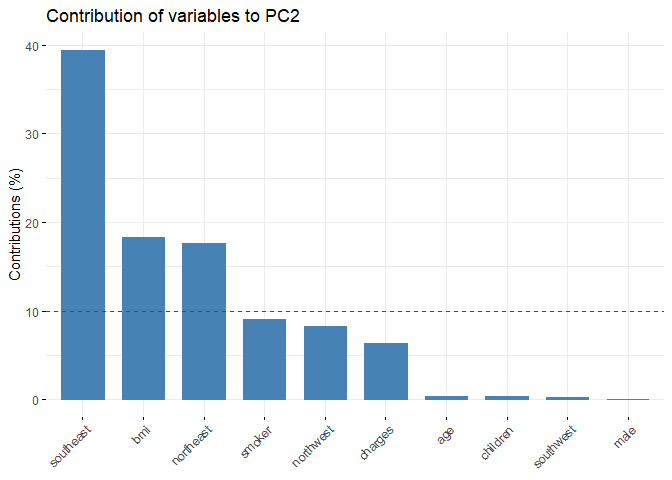 Contribution of variables to PC2
Contributions (%)
40
30
20
10
0
southeast
bmi
northeast
smoker
northwest
charges
age
children
southwest
male